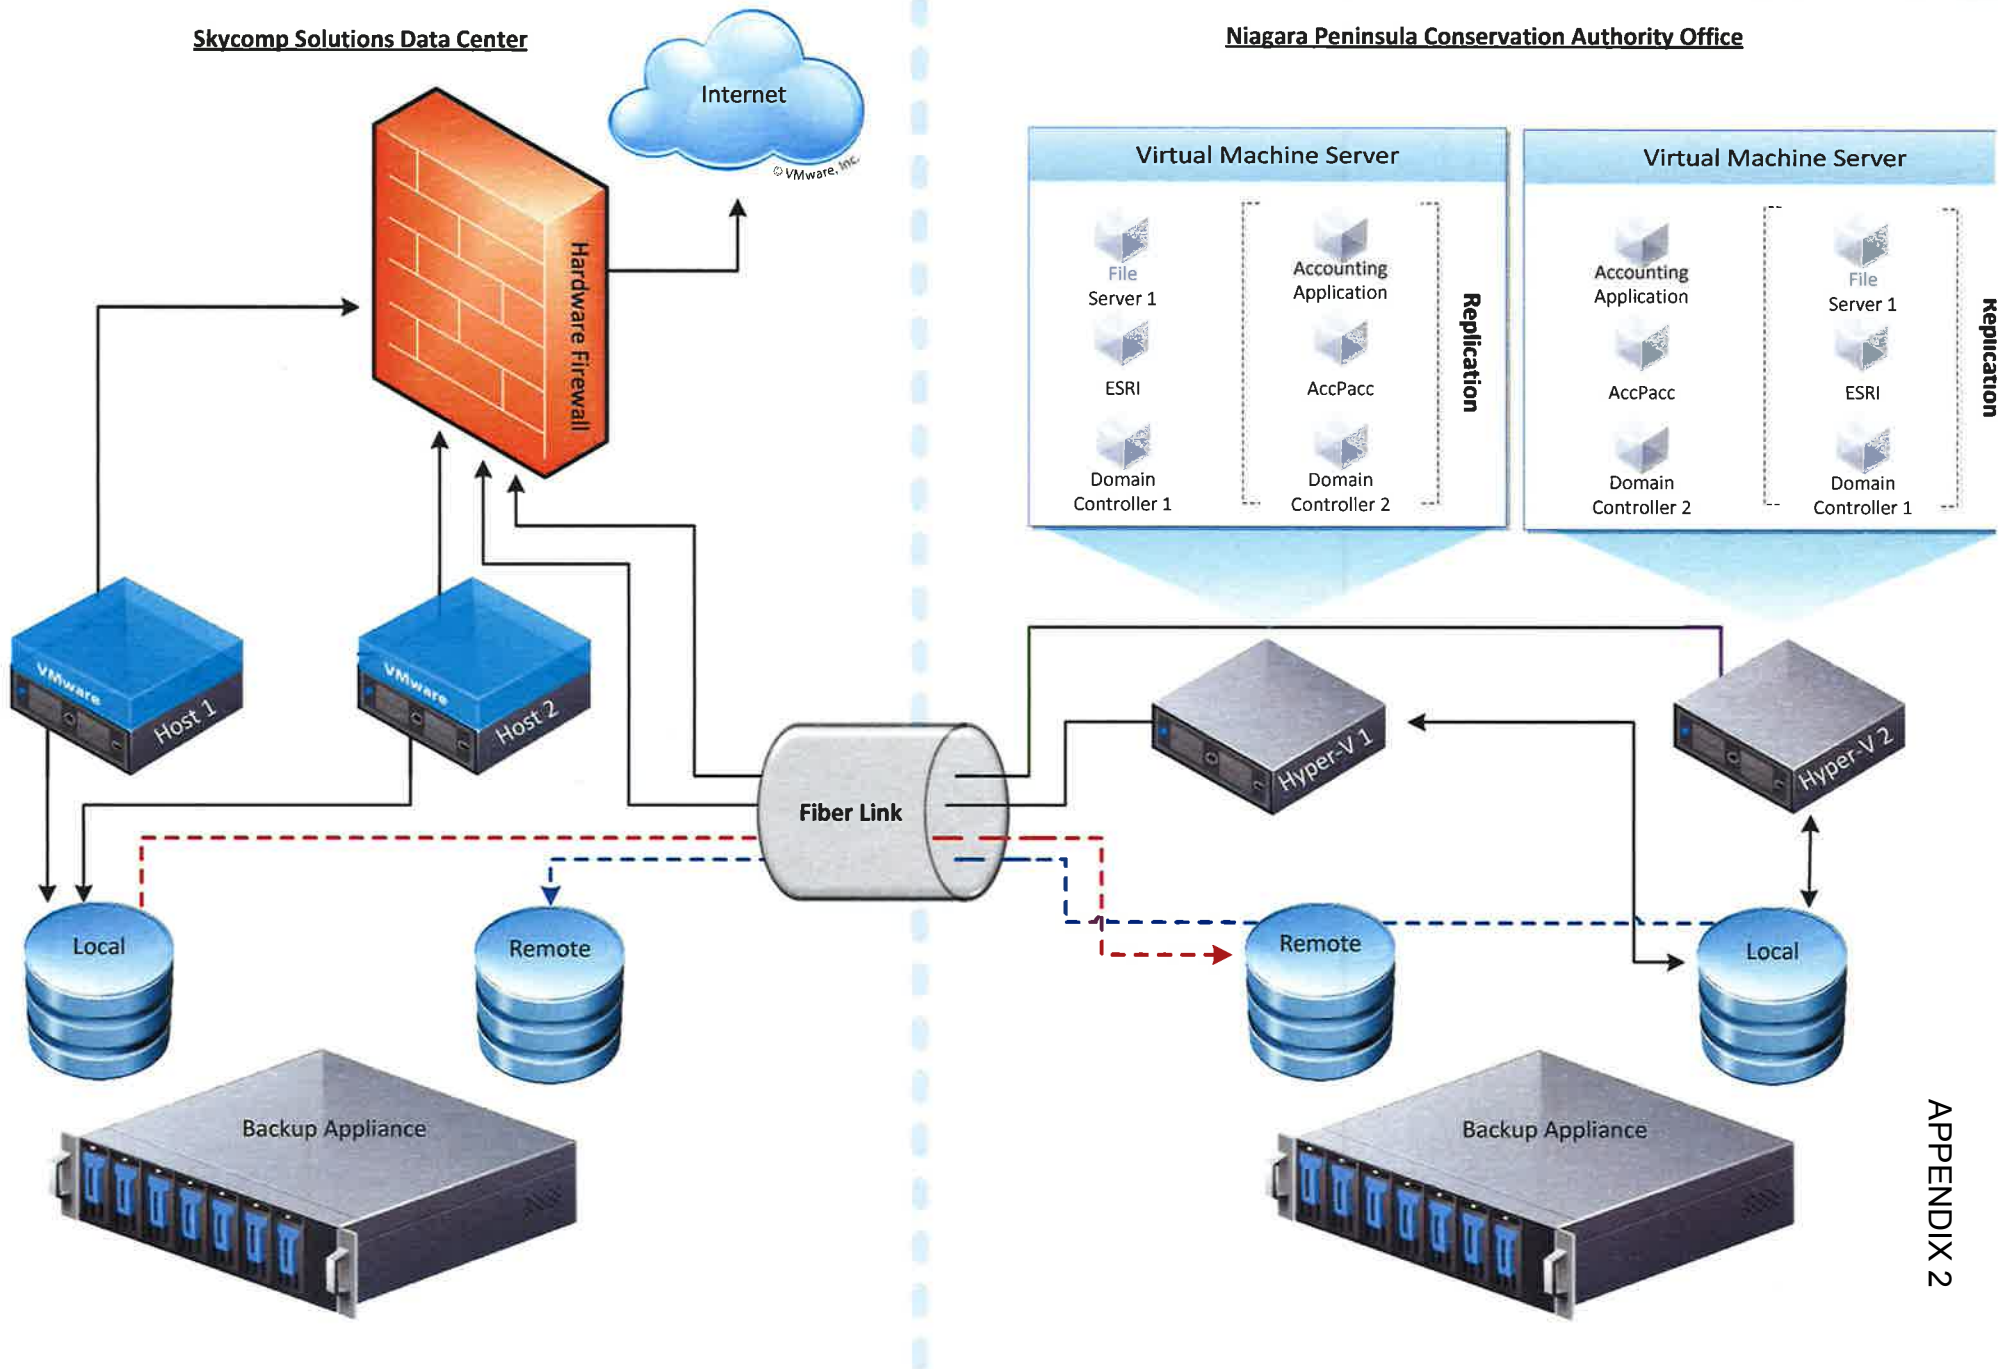 Skycomp Solutions Data Center
Niagara Peninsula Conservation Authority Office
Internet
© VMware, Inc.
Hardware Firewall
Virtual Machine Server
File
Server 1
ESRI
Domain
Controller 1
Accounting
Application
AccPacc
Domain
Controller 2
Replication
Virtual Machine Server
Accounting
Application
AccPacc
Domain
Controller 2
File
Server 1
ESRI
Domain
Controller 1
Replication
VMware
Host 1
VMware
Host 2
Fiber Link
Hyper-V 1
Hyper-V 2
Local
Remote
Remote
Local
Backup Appliance
Backup Appliance
APPENDIX 2